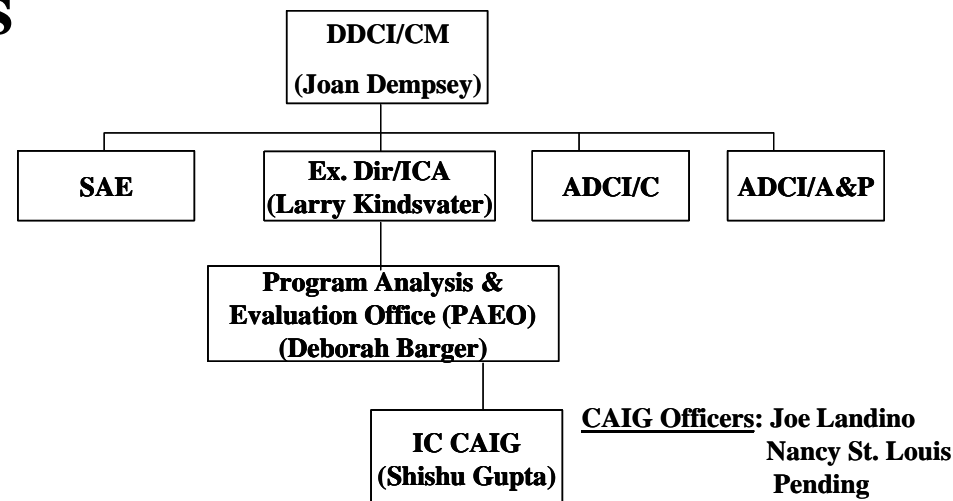 s
DDCI/CM
(Joan Dempsey)
SAE
Ex. Dir/ICA
(Larry Kindsvater)
ADCI/C
ADCI/A&P
Program Analysis &
Evaluation Office (PAEO)
(Deborah Barger)
IC CAIG
(Shishu Gupta)
CAIG Officers: Joe Landino
Nancy St. Louis
Pending